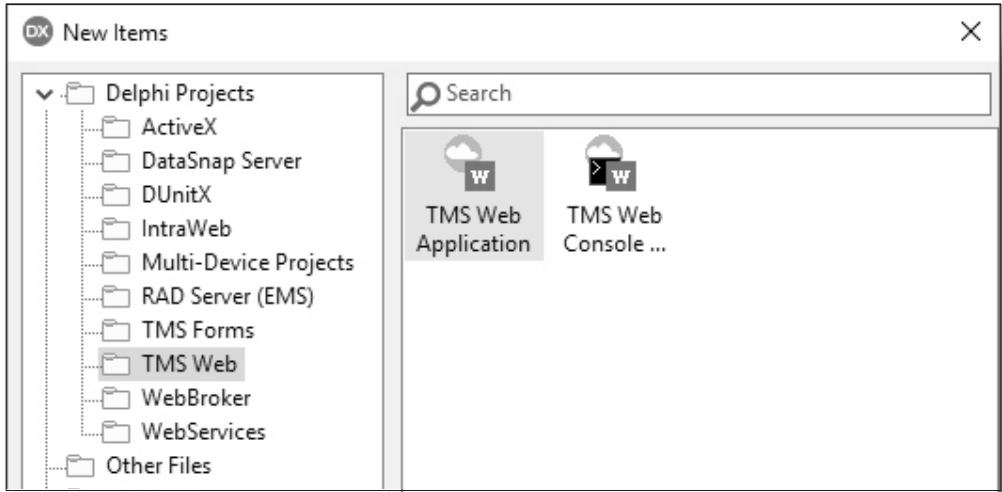 DX New Items
Delphi Projects
ActiveX
DataSnap Server
DUnitX
IntraWeb
Multi-Device Projects
RAD Server (EMS)
TMS Forms
TMS Web
WebBroker
WebServices
Other Files
Search
W
TMS Web
Application
W
TMS Web
Console ...